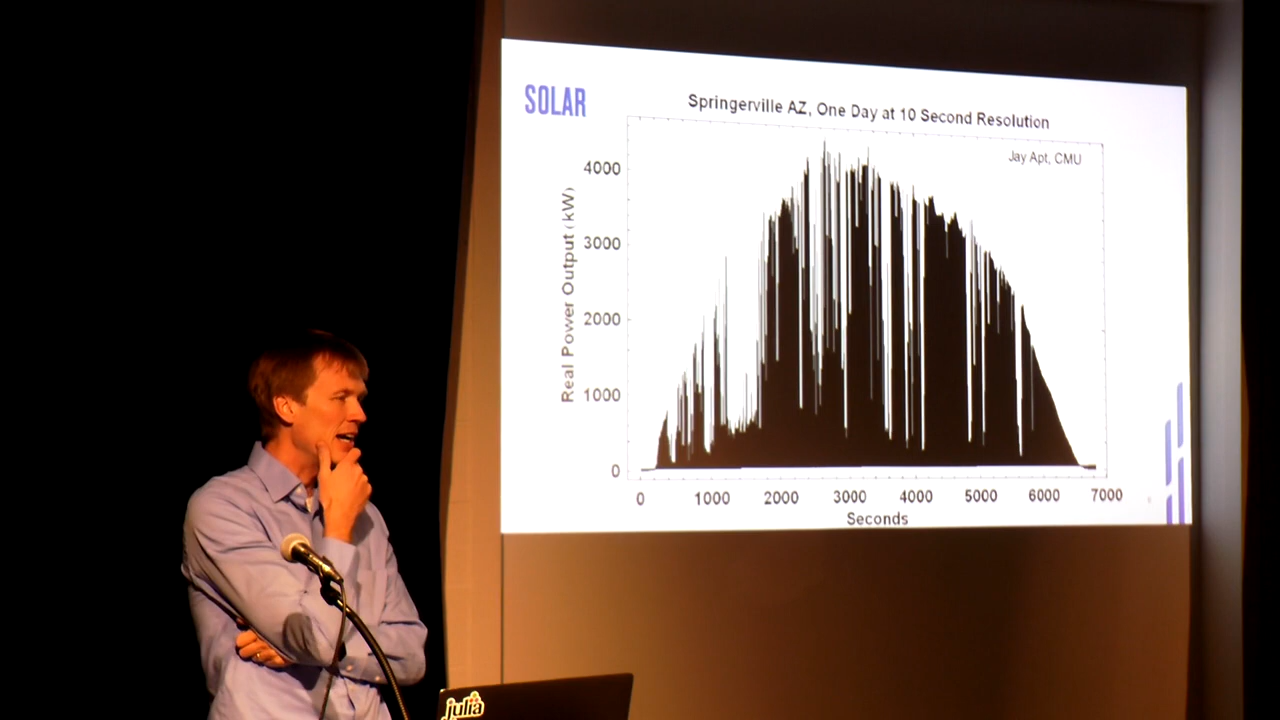 SOLAR
Springerville AZ, One Day at 10 Second Resolution
Jay Apt, CMU
Real Power Output (kW)
4000
3000
2000
1000
0
0 1000 2000 3000 4000 5000 6000 7000
Seconds
julia